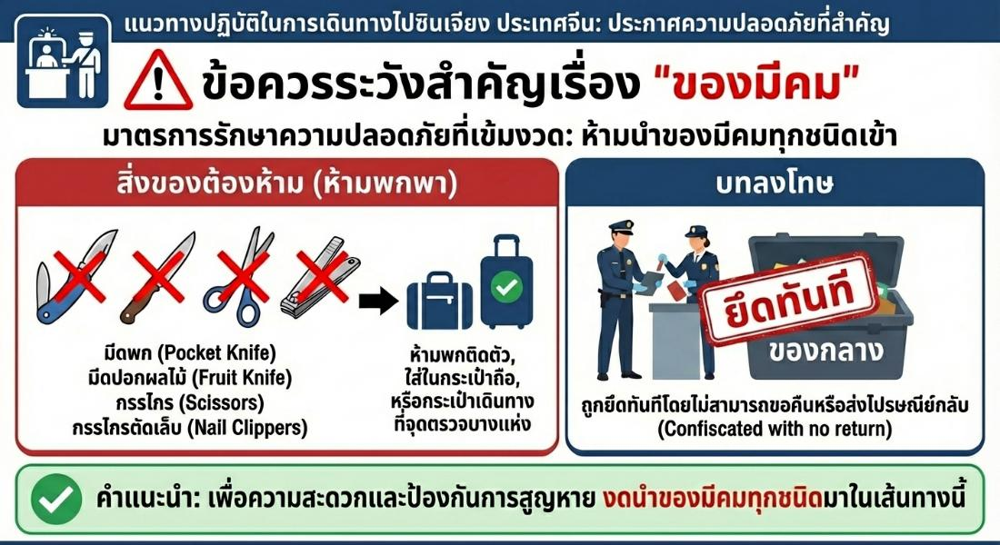 แนวทางปฏิบัติในการเดินทางไปซินเจียง ประเทศจีน: ประกาศความปลอดภัยที่สำคัญ
ข้อควรระวังสำคัญเรื่อง "ของมีคม"
มาตรการรักษาความปลอดภัยที่เข้มงวด: ห้ามนำของมีคมทุกชนิดเข้า
สิ่งของต้องห้าม (ห้ามพกพา)
มีดพก (Pocket Knife)
มีดปอกผลไม้ (Fruit Knife)
กรรไกร (Scissors)
กรรไกรตัดเล็บ (Nail Clippers)
ห้ามพกติดตัว,
ใส่ในกระเป๋าถือ,
หรือกระเป๋าเดินทาง
ที่จุดตรวจบางแห่ง
บทลงโทษ
ยึดทันที
ของกลาง
ถูกยึดทันทีโดยไม่สามารถขอคืนหรือส่งไปรษณีย์กลับ
(Confiscated with no return)
คำแนะนำ: เพื่อความสะดวกและป้องกันการสูญหาย งดนำของมีคมทุกชนิดมาในเส้นทางนี้